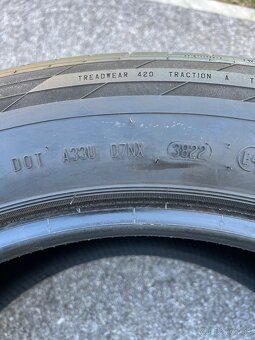 TREADWEAR 420 TRACTION A T
DOT A33U D7NX 3822